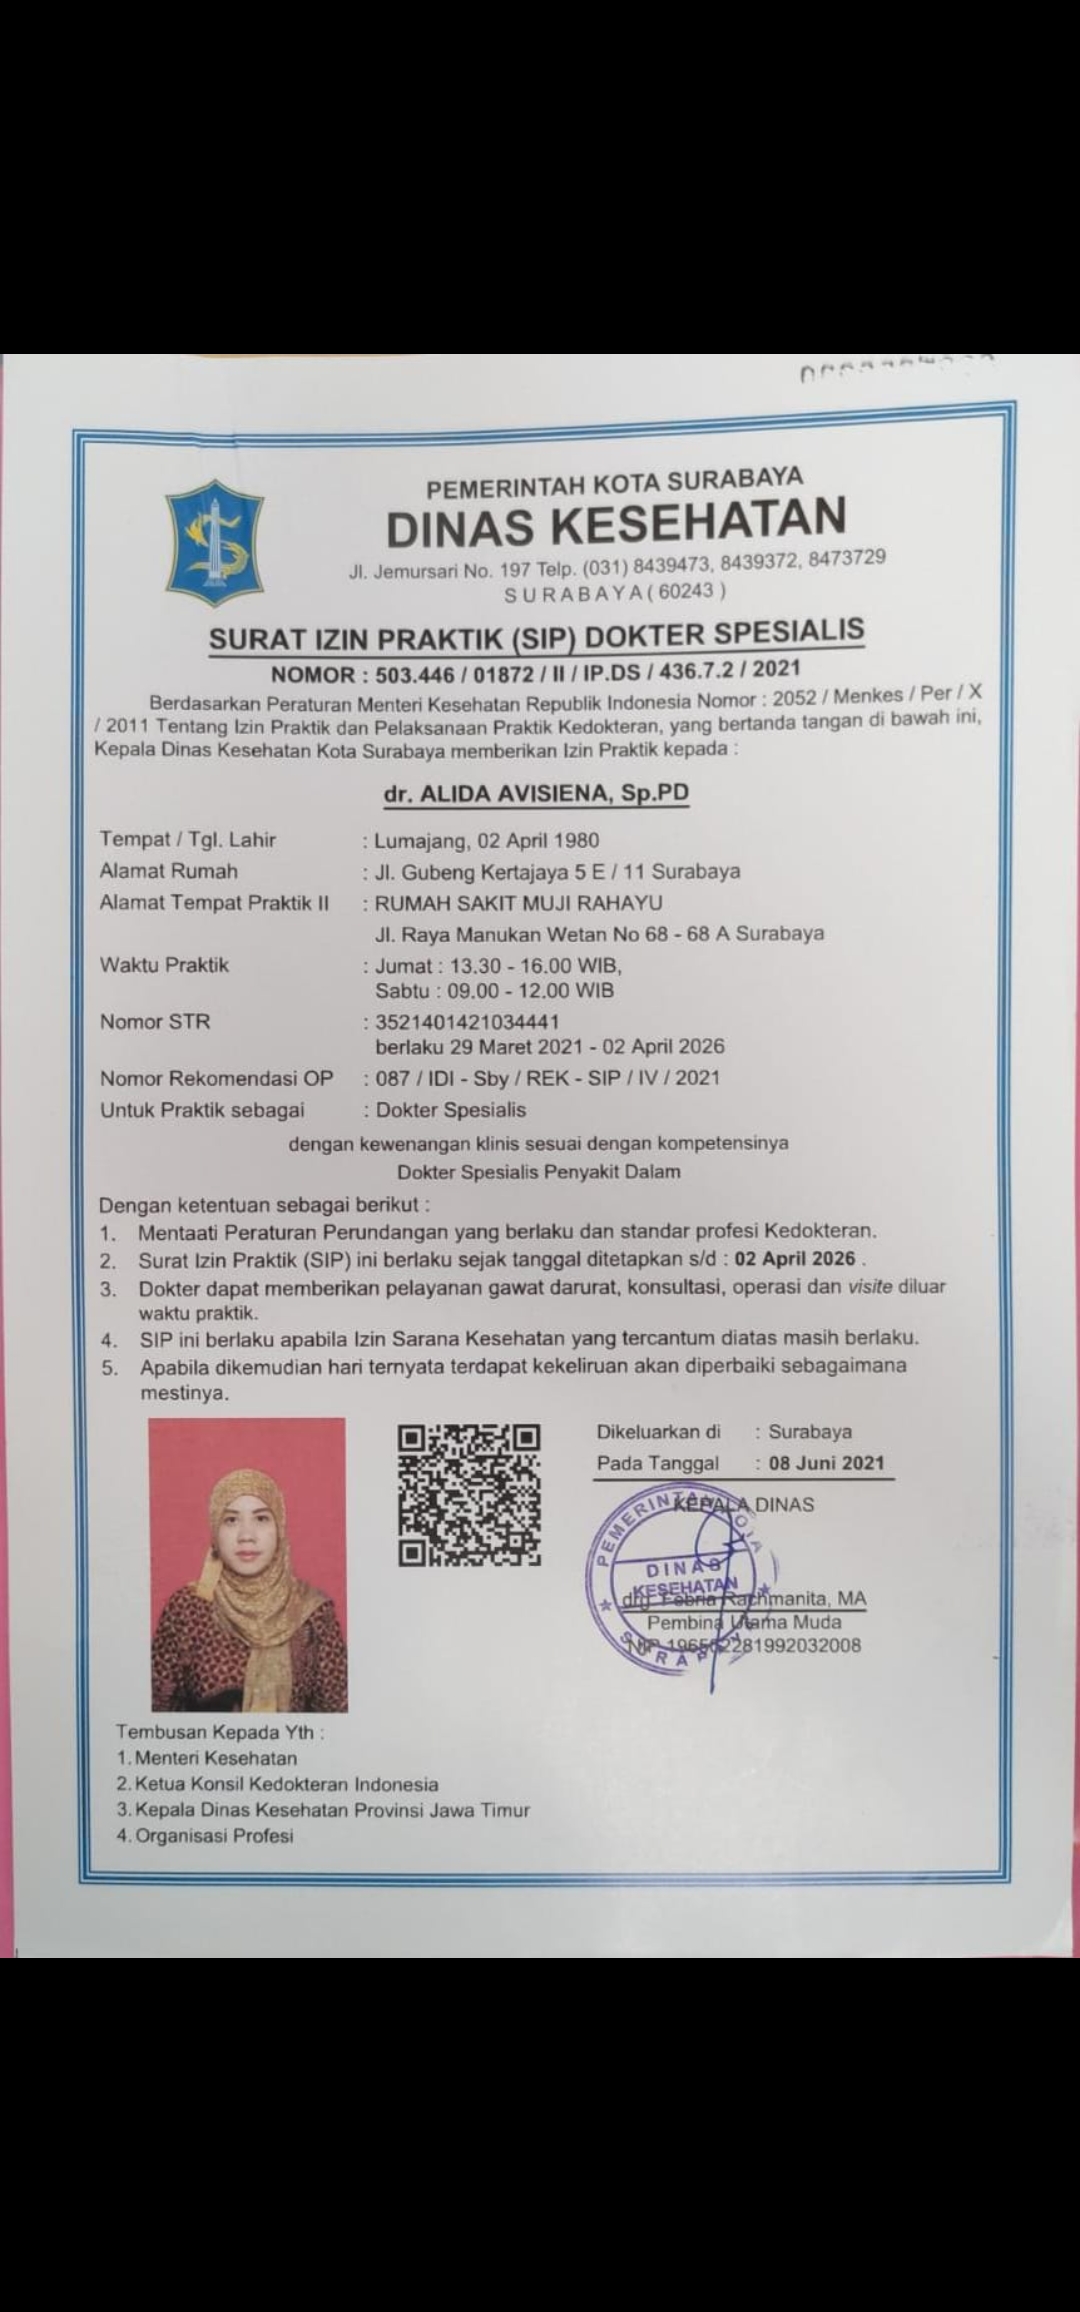 PEMERINTAH KOTA SURABAYA
DINAS KESEHATAN
Jl. Jemursari No. 197 Telp. (031) 8439473, 8439372, 8473729
SURABAYA ( 60243 )
SURAT IZIN PRAKTIK (SIP) DOKTER SPESIALIS
NOMOR : 503.446 / 01872 / II / IP.DS / 436.7.2 / 2021
Berdasarkan Peraturan Menteri Kesehatan Republik Indonesia Nomor : 2052 / Menkes / Per / X
/ 2011 Tentang Izin Praktik dan Pelaksanaan Praktik Kedokteran, yang bertanda tangan di bawah ini,
Kepala Dinas Kesehatan Kota Surabaya memberikan Izin Praktik kepada :
dr. ALIDA AVISIENA, Sp.PD
Tempat / Tgl. Lahir : Lumajang, 02 April 1980
Alamat Rumah : Jl. Gubeng Kertajaya 5 E / 11 Surabaya
Alamat Tempat Praktik II : RUMAH SAKIT MUJI RAHAYU
Jl. Raya Manukan Wetan No 68 - 68 A Surabaya
Waktu Praktik : Jumat : 13.30 - 16.00 WIB,
Sabtu : 09.00 - 12.00 WIB
Nomor STR : 3521401421034441
berlaku 29 Maret 2021 - 02 April 2026
Nomor Rekomendasi OP : 087 / IDI - Sby / REK - SIP / IV / 2021
Untuk Praktik sebagai : Dokter Spesialis
dengan kewenangan klinis sesuai dengan kompetensinya
Dokter Spesialis Penyakit Dalam
Dengan ketentuan sebagai berikut :
1. Mentaati Peraturan Perundangan yang berlaku dan standar profesi Kedokteran.
2. Surat Izin Praktik (SIP) ini berlaku sejak tanggal ditetapkan s/d : 02 April 2026 .
3. Dokter dapat memberikan pelayanan gawat darurat, konsultasi, operasi dan visite diluar
waktu praktik.
4. SIP ini berlaku apabila Izin Sarana Kesehatan yang tercantum diatas masih berlaku.
5. Apabila dikemudian hari ternyata terdapat kekeliruan akan diperbaiki sebagaimana
mestinya.
Dikeluarkan di : Surabaya
Pada Tanggal : 08 Juni 2021
KEPALA DINAS
PEMERINTAH KOTA
DINAS
KESEHATAN
SURABAYA
drg. Febria Rachmanita, MA
Pembina Utama Muda
NIP 196502281992032008
Tembusan Kepada Yth :
1. Menteri Kesehatan
2. Ketua Konsil Kedokteran Indonesia
3. Kepala Dinas Kesehatan Provinsi Jawa Timur
4. Organisasi Profesi